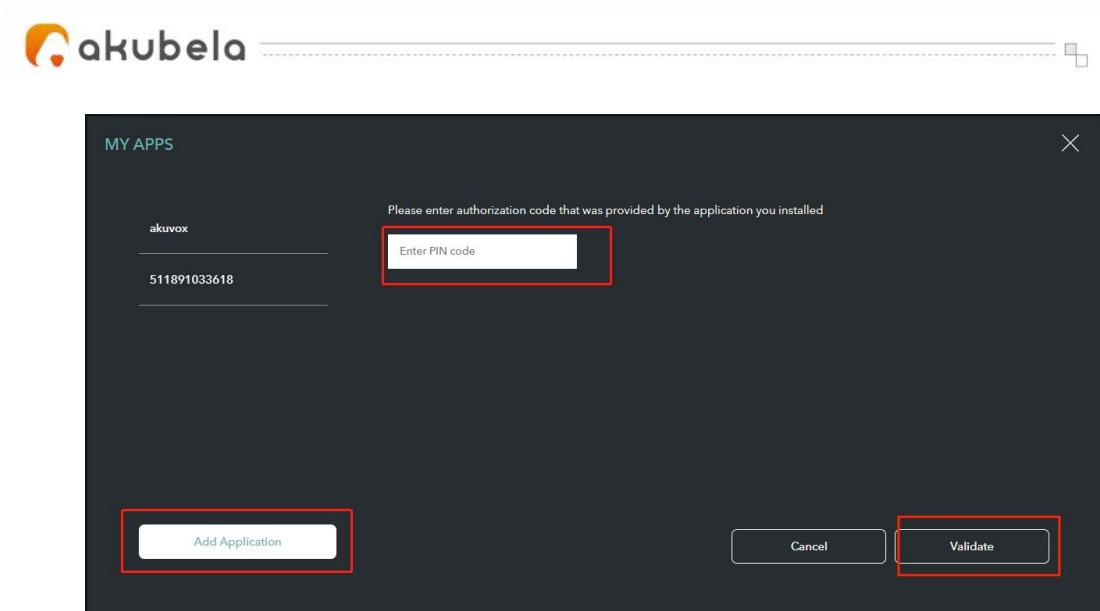 akubela
MY APPS
akuvox
511891033618
Please enter authorization code that was provided by the application you installed
Enter PIN code
Add Application
Cancel
Validate